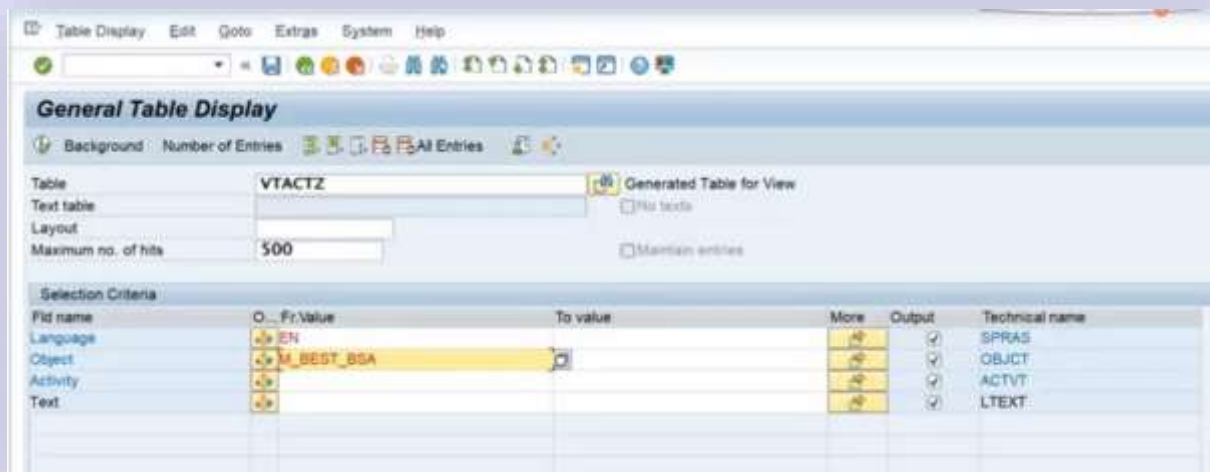 Table Display Edit Goto Extras System Help
General Table Display
Background Number of Entries All Entries
Table VTACTZ Generated Table for View
Text table No texts
Layout
Maximum no. of hits 500 Maintain entries
Selection Criteria
Fld name O... Fr.Value To value More Output Technical name
Language EN SPRAS
Object M_BEST_BSA OBJCT
Activity ACTVT
Text LTEXT